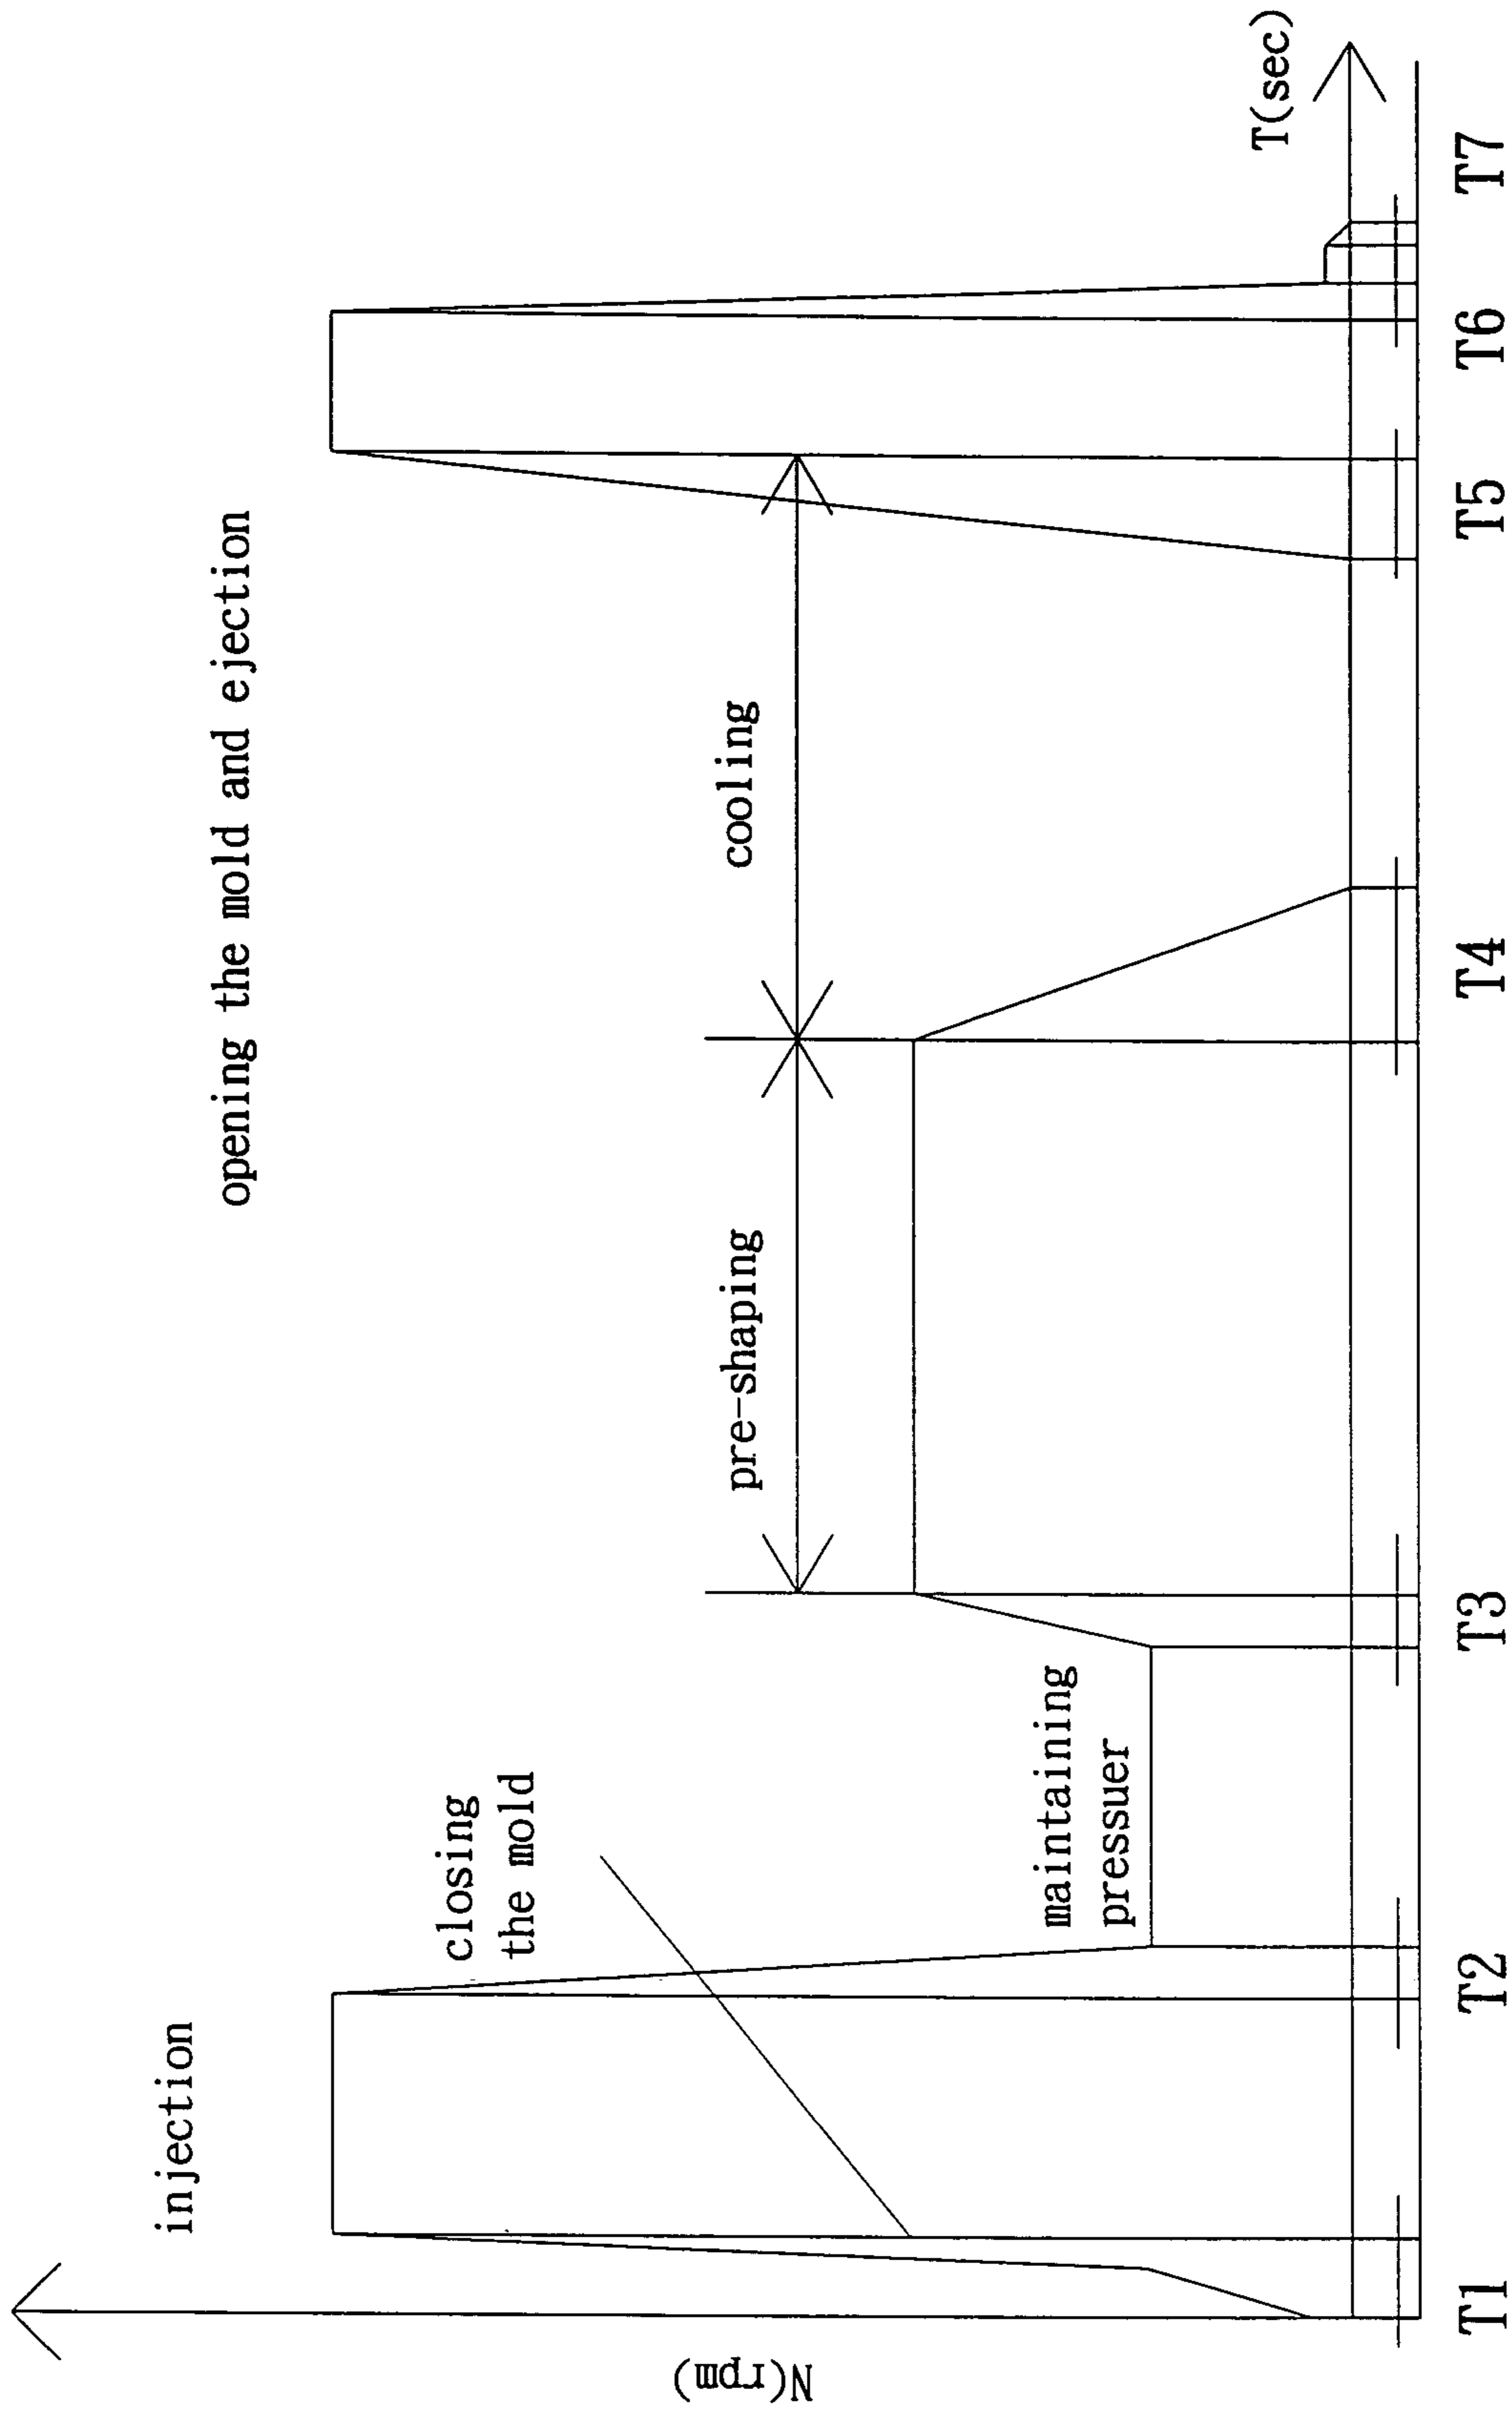 N(rpm)
injection
opening the mold and ejection
closing
the mold
pre-shaping
cooling
maintaining
pressuer
T(sec)
T1
T2
T3
T4
T5
T6
T7